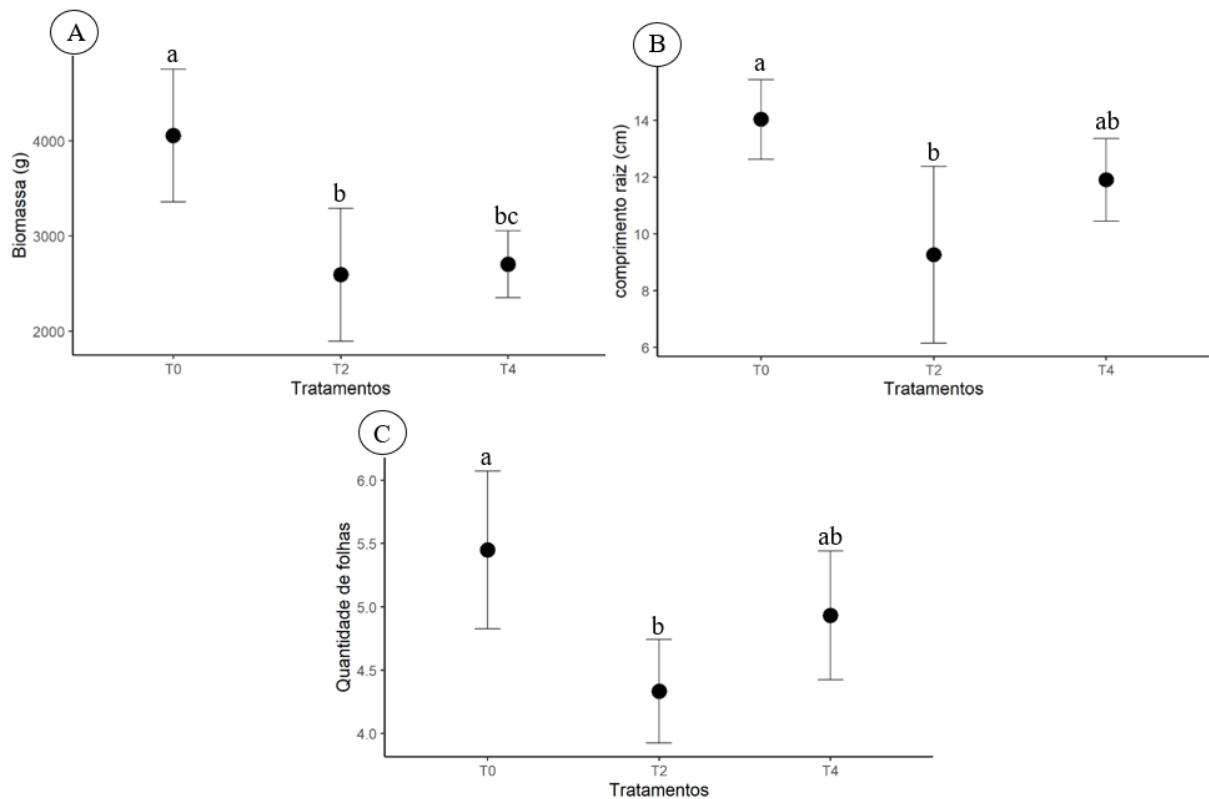 A
a
b
bc
4000
3000
2000
Biomassa (g)
T0
T2
T4
Tratamentos
B
a
b
ab
14
12
10
8
6
comprimento raiz (cm)
T0
T2
T4
Tratamentos
C
a
b
ab
6.0
5.5
5.0
4.5
4.0
Quantidade de folhas
T0
T2
T4
Tratamentos